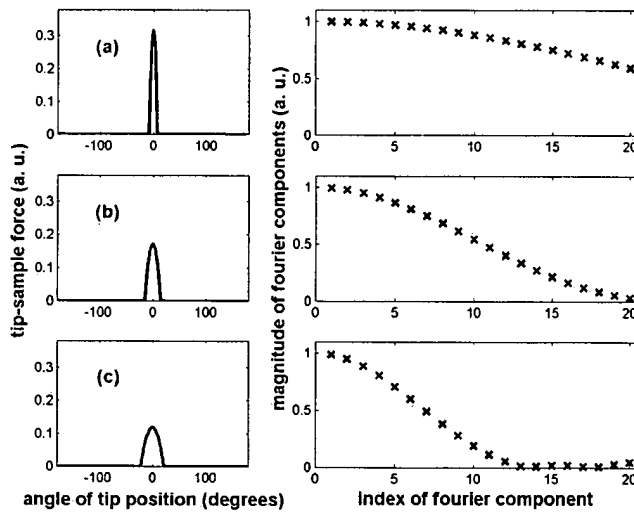 (a)
0.3
0.2
0.1
0
-100 0 100
1
0.5
0
0 5 10 15 20
(b)
0.3
0.2
0.1
0
-100 0 100
1
0.5
0
0 5 10 15 20
(c)
0.3
0.2
0.1
0
-100 0 100
1
0.5
0
0 5 10 15 20
tip-sample force (a. u.)
magnitude of fourier components (a. u.)
angle of tip position (degrees)
index of fourier component